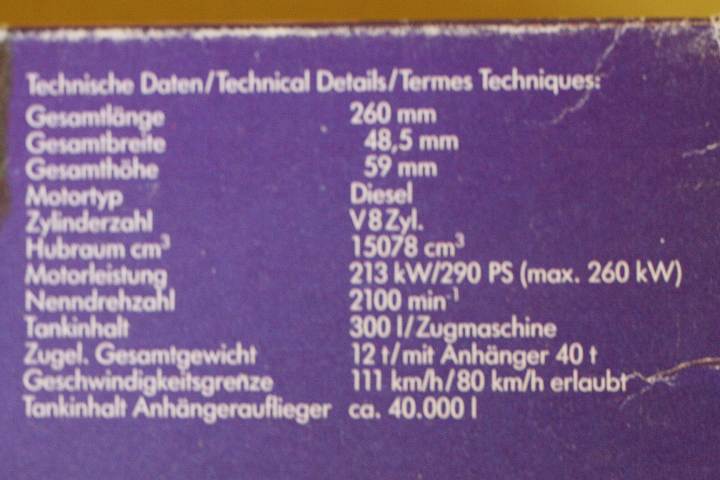 Technische Daten/Technical Details/Termes Techniques:
Gesamtlänge 260 mm
Gesamtbreite 48,5 mm
Gesamthöhe 59 mm
Motortyp Diesel
Zylinderzahl V8Zyl.
Hubraum cm³ 15078 cm³
Motorleistung 213 kW/290 PS (max. 260 kW)
Nenndrehzahl 2100 min⁻¹
Tankinhalt 300 l/Zugmaschine
Zugel. Gesamtgewicht 12 t/mit Anhänger 40 t
Geschwindigkeitsgrenze 111 km/h/80 km/h erlaubt
Tankinhalt Anhängerauflieger ca. 40.000 l